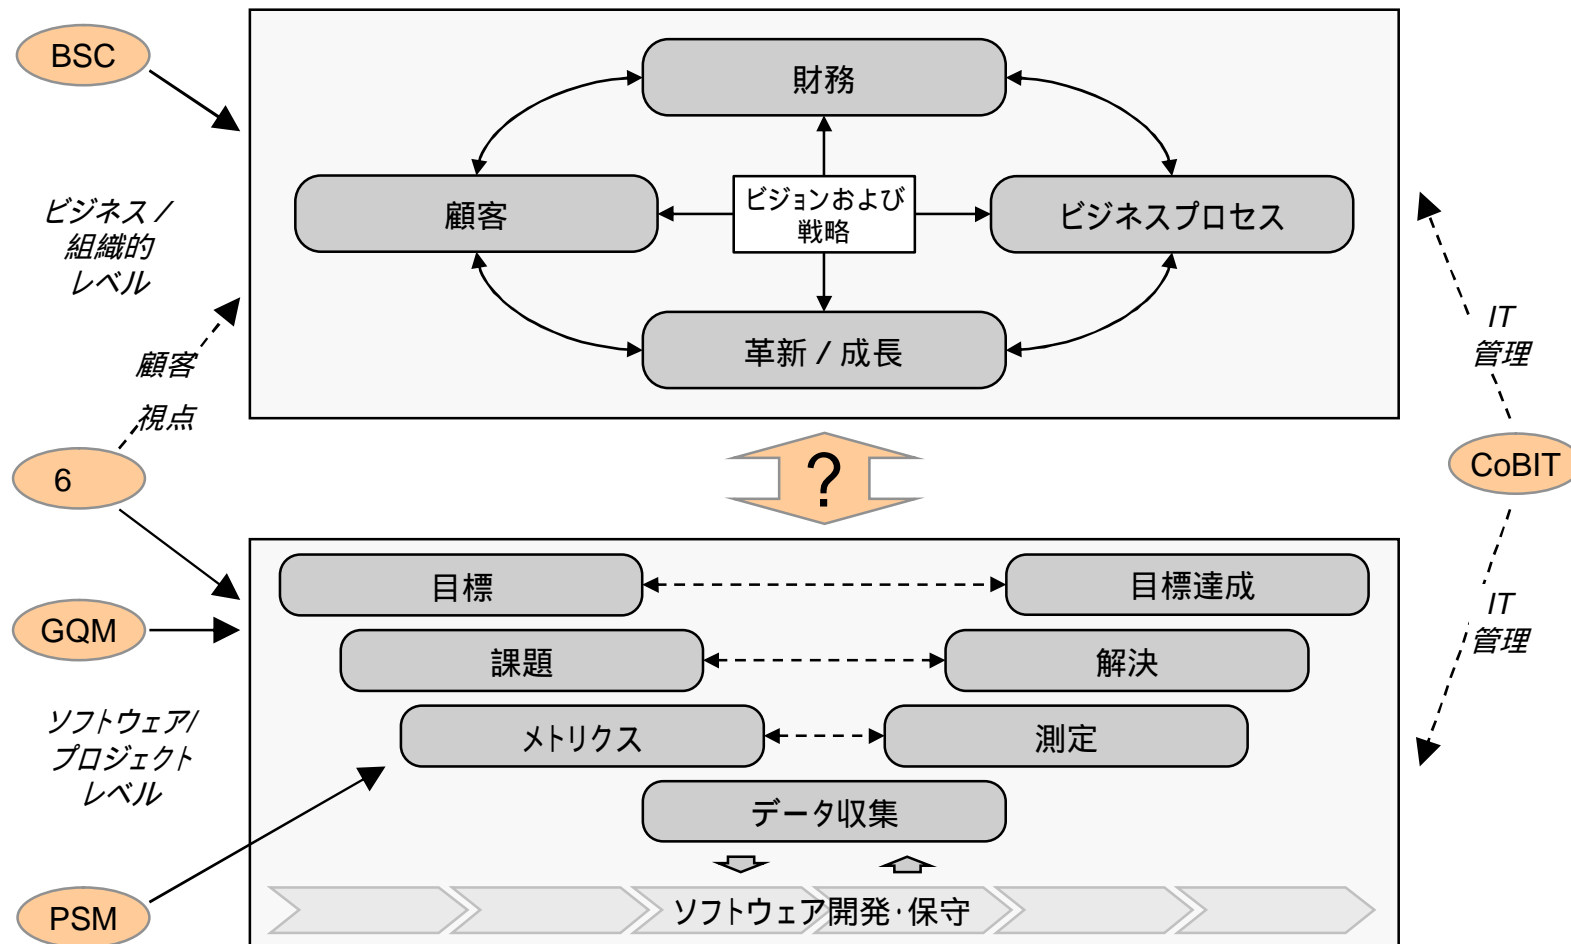 BSC
財務
顧客
ビジョンおよび
戦略
ビジネスプロセス
革新 / 成長
ビジネス /
組織的
レベル
顧客
視点
IT
管理
6
?
CoBIT
目標
目標達成
GQM
課題
解決
IT
管理
ソフトウェア/
プロジェクト
レベル
メトリクス
測定
データ収集
PSM
ソフトウェア開発・保守